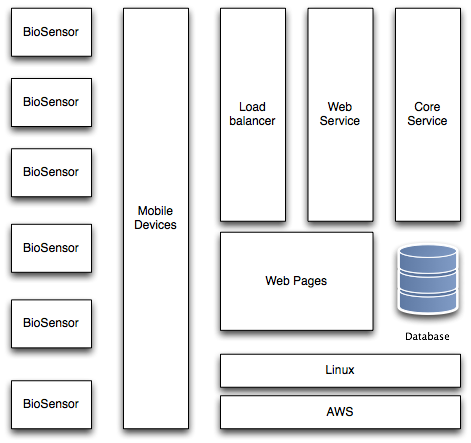 BioSensor
BioSensor
BioSensor
BioSensor
BioSensor
BioSensor
Mobile
Devices
Load
balancer
Web
Service
Core
Service
Web Pages
Database
Linux
AWS